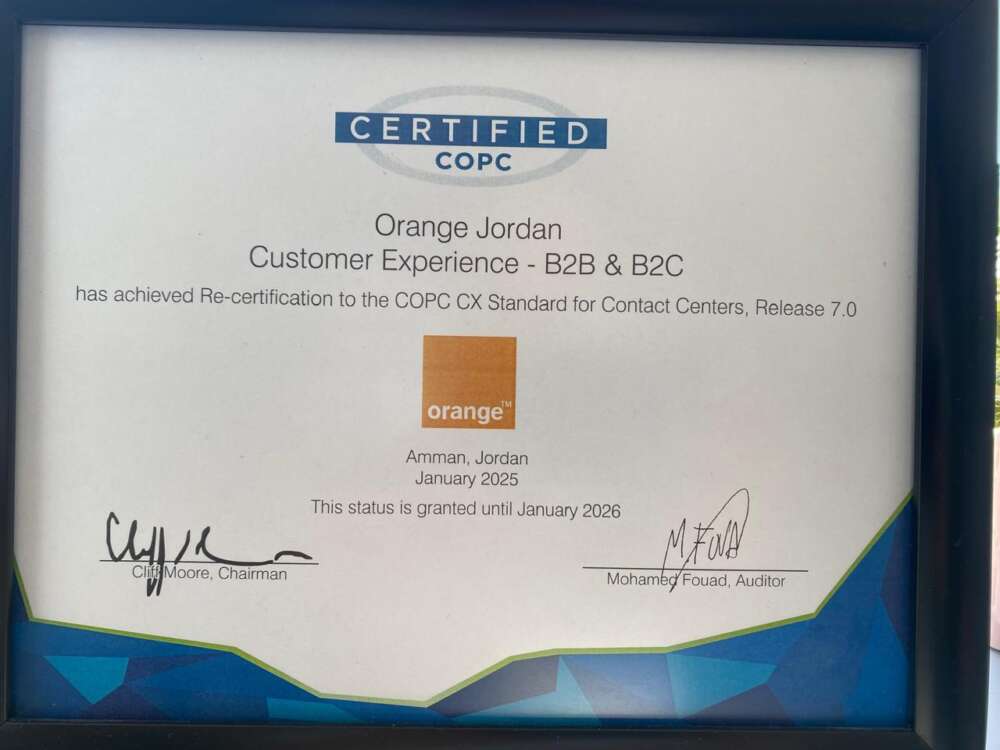 CERTIFIED
COPC
Orange Jordan
Customer Experience - B2B & B2C
has achieved Re-certification to the COPC CX Standard for Contact Centers, Release 7.0
orange™
Amman, Jordan
January 2025
This status is granted until January 2026
M. Fouad
Cliff Moore, Chairman
Mohamed Fouad, Auditor